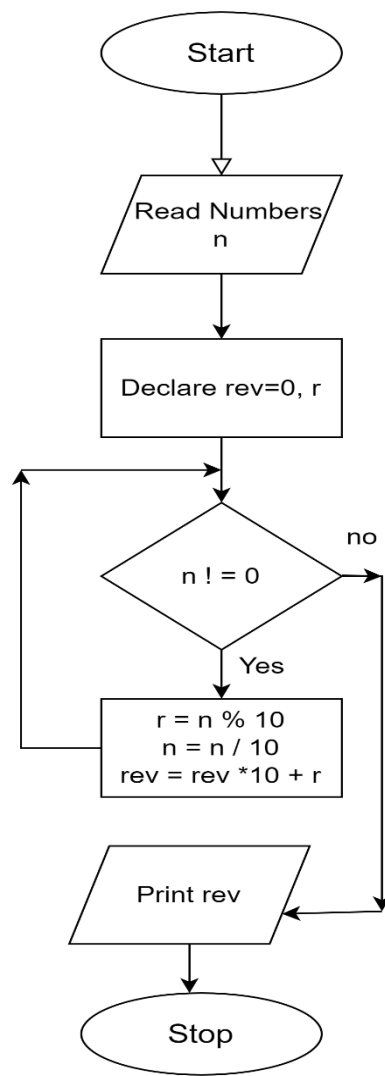 Start
Read Numbers
n
Declare rev=0, r
n ! = 0
no
Yes
r = n % 10
n = n / 10
rev = rev *10 + r
Print rev
Stop